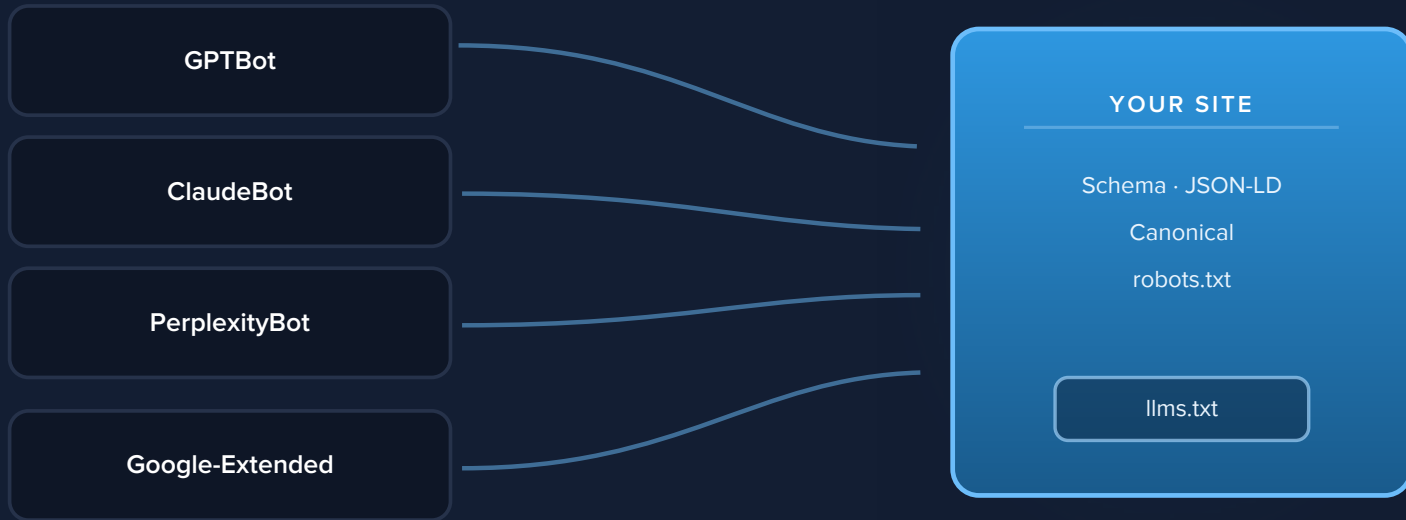 GPTBot
ClaudeBot
PerplexityBot
Google-Extended
YOUR SITE
Schema · JSON-LD
Canonical
robots.txt
llms.txt